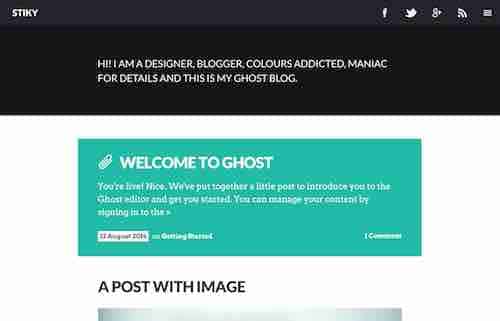 STIKY
HI! I AM A DESIGNER, BLOGGER, COLOURS ADDICTED, MANIAC
FOR DETAILS AND THIS IS MY GHOST BLOG.
WELCOME TO GHOST
You're live! Nice. We've put together a little post to introduce you to the
Ghost editor and get you started. You can manage your content by
signing in to the »
12 August 2014 on Getting Started
1 Comment
A POST WITH IMAGE